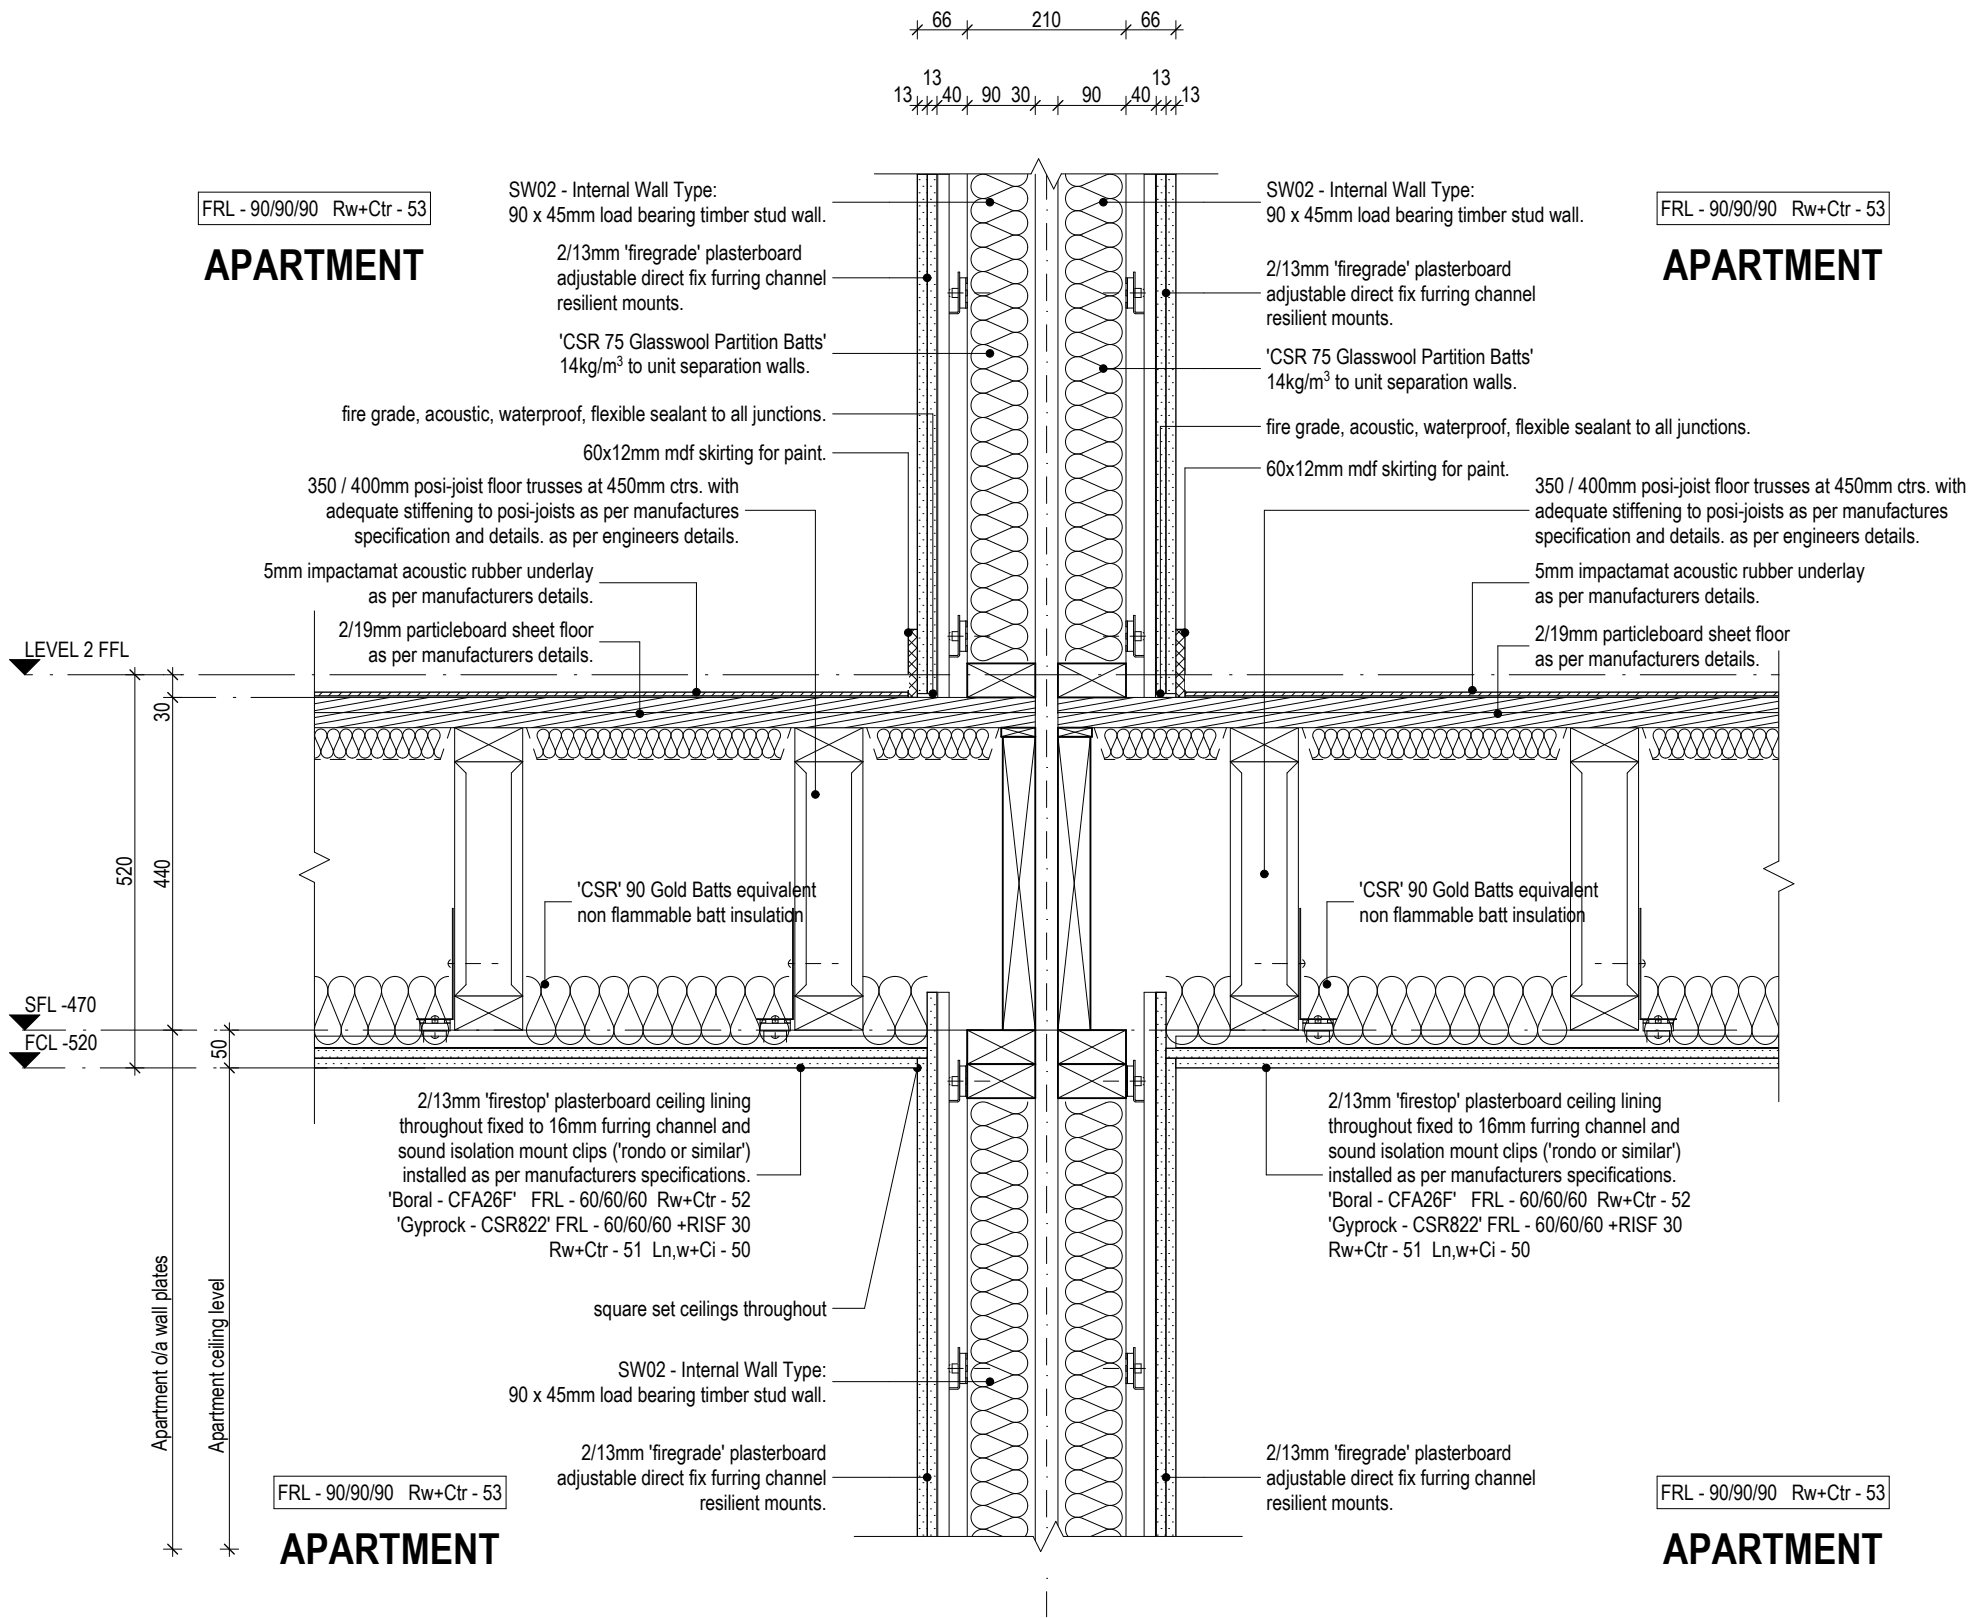 66 210 66
13 13
13 40 90 30 90 40 13
FRL - 90/90/90 Rw+Ctr - 53
APARTMENT
SW02 - Internal Wall Type:
90 x 45mm load bearing timber stud wall.
2/13mm 'firegrade' plasterboard
adjustable direct fix furring channel
resilient mounts.
'CSR 75 Glasswool Partition Batts'
14kg/m³ to unit separation walls.
fire grade, acoustic, waterproof, flexible sealant to all junctions.
60x12mm mdf skirting for paint.
350 / 400mm posi-joist floor trusses at 450mm ctrs. with
adequate stiffening to posi-joists as per manufactures
specification and details. as per engineers details.
5mm impactamat acoustic rubber underlay
as per manufacturers details.
2/19mm particleboard sheet floor
as per manufacturers details.
SW02 - Internal Wall Type:
90 x 45mm load bearing timber stud wall.
FRL - 90/90/90 Rw+Ctr - 53
APARTMENT
2/13mm 'firegrade' plasterboard
adjustable direct fix furring channel
resilient mounts.
'CSR 75 Glasswool Partition Batts'
14kg/m³ to unit separation walls.
fire grade, acoustic, waterproof, flexible sealant to all junctions.
60x12mm mdf skirting for paint.
350 / 400mm posi-joist floor trusses at 450mm ctrs. with
adequate stiffening to posi-joists as per manufactures
specification and details. as per engineers details.
5mm impactamat acoustic rubber underlay
as per manufacturers details.
2/19mm particleboard sheet floor
as per manufacturers details.
LEVEL 2 FFL
30
520
440
'CSR' 90 Gold Batts equivalent
non flammable batt insulation
'CSR' 90 Gold Batts equivalent
non flammable batt insulation
SFL -470
FCL -520
50
2/13mm 'firestop' plasterboard ceiling lining
throughout fixed to 16mm furring channel and
sound isolation mount clips ('rondo or similar')
installed as per manufacturers specifications.
'Boral - CFA26F' FRL - 60/60/60 Rw+Ctr - 52
'Gyprock - CSR822' FRL - 60/60/60 +RISF 30
Rw+Ctr - 51 Ln,w+Ci - 50
2/13mm 'firestop' plasterboard ceiling lining
throughout fixed to 16mm furring channel and
sound isolation mount clips ('rondo or similar')
installed as per manufacturers specifications.
'Boral - CFA26F' FRL - 60/60/60 Rw+Ctr - 52
'Gyprock - CSR822' FRL - 60/60/60 +RISF 30
Rw+Ctr - 51 Ln,w+Ci - 50
Apartment o/a wall plates
Apartment ceiling level
square set ceilings throughout
SW02 - Internal Wall Type:
90 x 45mm load bearing timber stud wall.
2/13mm 'firegrade' plasterboard
adjustable direct fix furring channel
resilient mounts.
2/13mm 'firegrade' plasterboard
adjustable direct fix furring channel
resilient mounts.
FRL - 90/90/90 Rw+Ctr - 53
APARTMENT
FRL - 90/90/90 Rw+Ctr - 53
APARTMENT